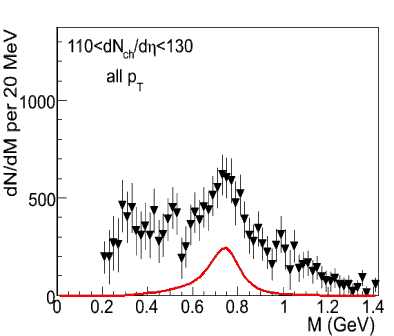 110<dN_ch/dη<130
all p_T
dN/dM per 20 MeV
1000
500
0
0 0.2 0.4 0.6 0.8 1 1.2 1.4
M (GeV)